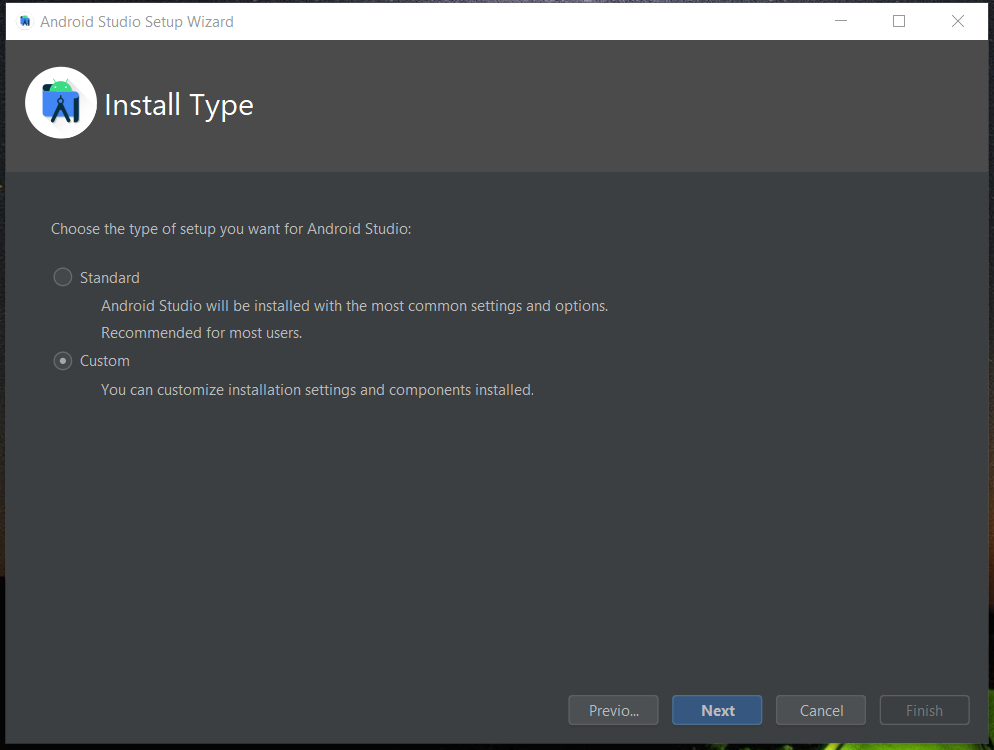 Android Studio Setup Wizard
Install Type
Choose the type of setup you want for Android Studio:
Standard
Android Studio will be installed with the most common settings and options.
Recommended for most users.
Custom
You can customize installation settings and components installed.
Previo... Next Cancel Finish